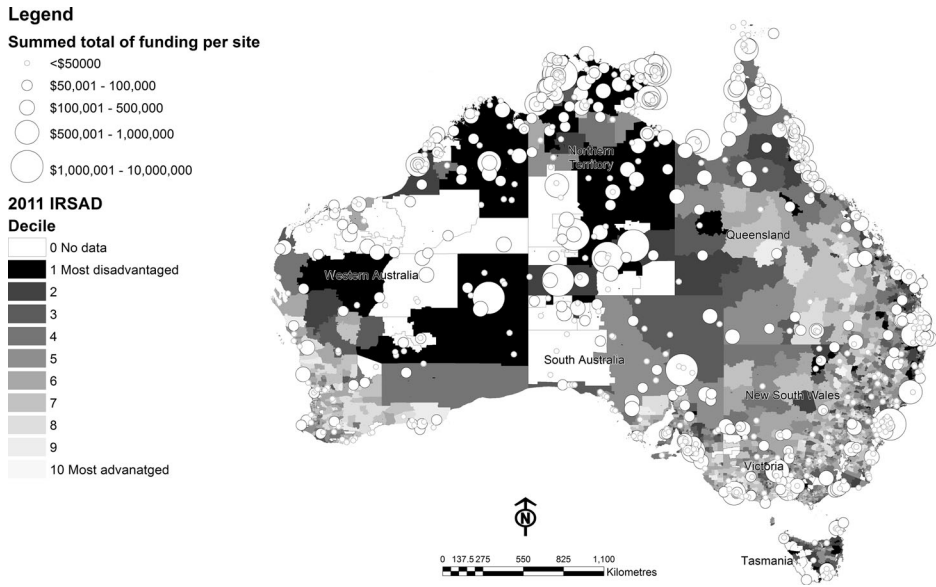 Legend
Summed total of funding per site
<$50000
$50,001 - 100,000
$100,001 - 500,000
$500,001 - 1,000,000
$1,000,001 - 10,000,000
2011 IRSAD
Decile
0 No data
1 Most disadvantaged
2
3
4
5
6
7
8
9
10 Most advanatged
Northern
Territory
Queensland
Western Australia
South Australia
New South Wales
Victoria
Tasmania
N
0 137.5 275 550 825 1,100
Kilometres